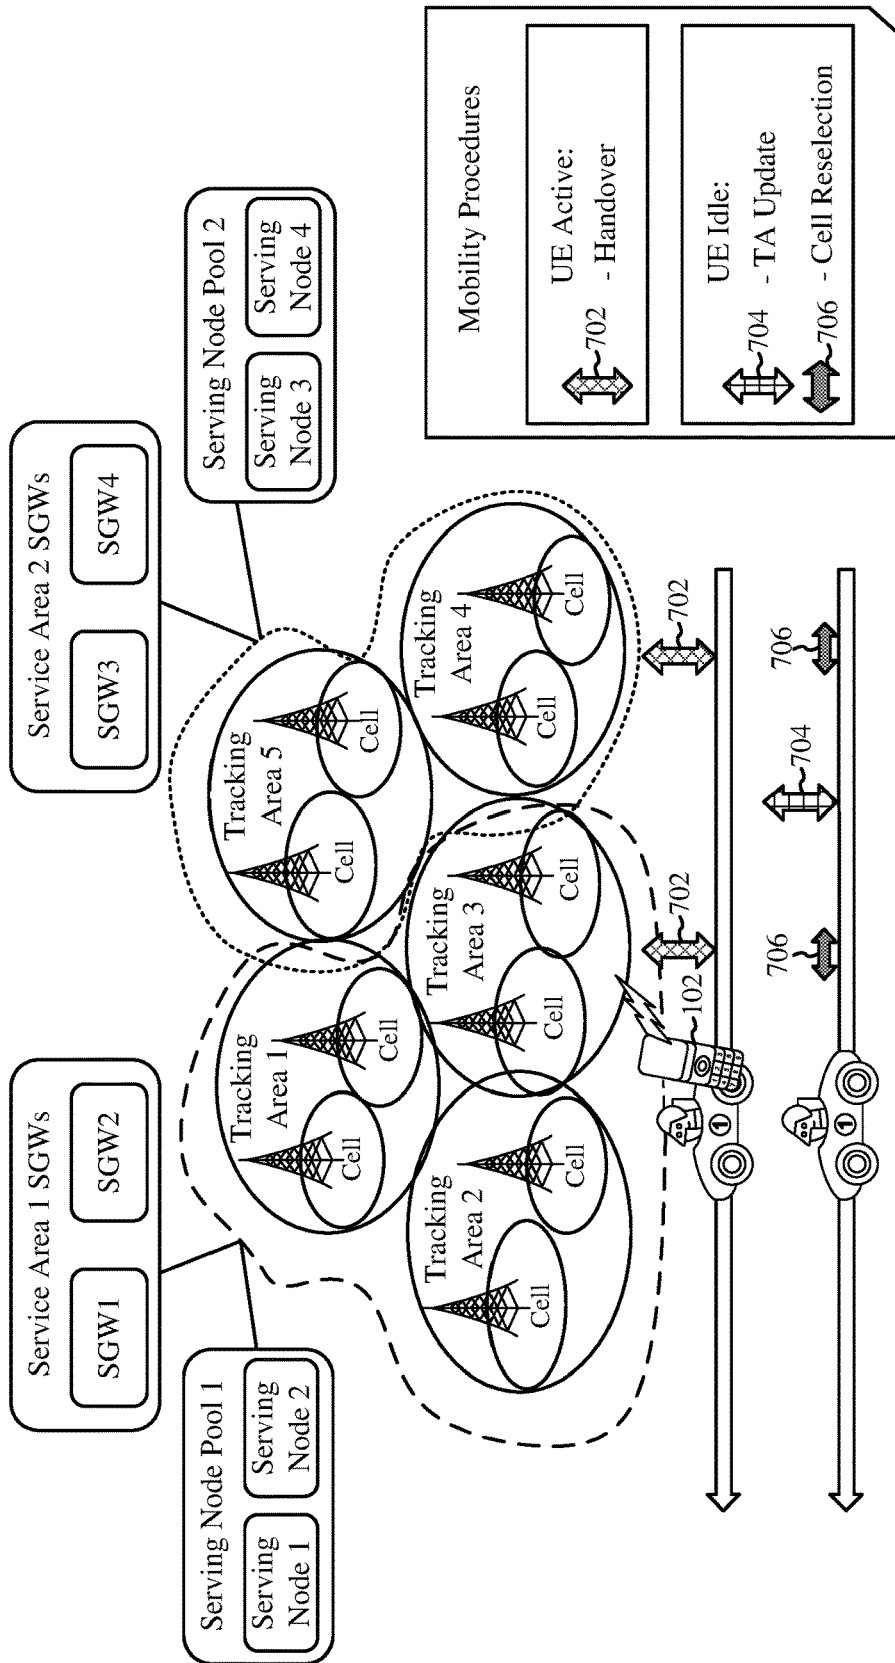 Service Area 1 SGWs
SGW1
SGW2
Service Area 2 SGWs
SGW3
SGW4
Serving Node Pool 1
Serving
Node 1
Serving
Node 2
Serving Node Pool 2
Serving
Node 3
Serving
Node 4
Tracking
Area 1
Cell
Cell
Tracking
Area 5
Cell
Cell
Tracking
Area 2
Cell
Cell
Tracking
Area 3
Cell
Cell
Tracking
Area 4
Cell
Cell
102
702
702
1
706
704
706
1
Mobility Procedures
UE Active:
702 - Handover
UE Idle:
704 - TA Update
706 - Cell Reselection